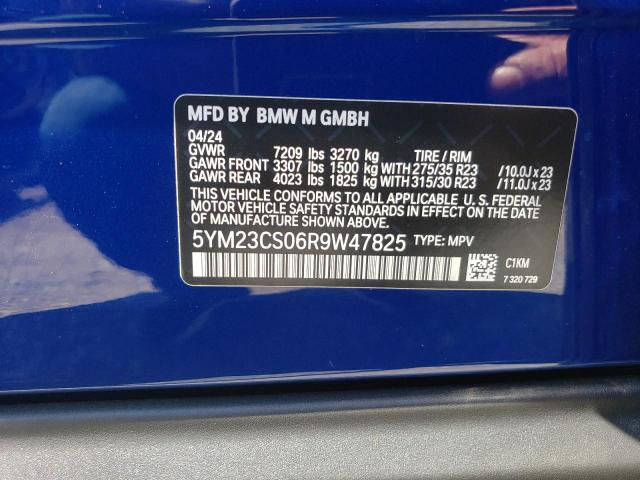 MFD BY BMW M GMBH
04/24
GVWR 7209 lbs 3270 kg TIRE / RIM
GAWR FRONT 3307 lbs 1500 kg WITH 275/35 R23 /10.0J x 23
GAWR REAR 4023 lbs 1825 kg WITH 315/30 R23 /11.0J x 23
THIS VEHICLE CONFORMS TO ALL APPLICABLE U. S. FEDERAL
MOTOR VEHICLE SAFETY STANDARDS IN EFFECT ON THE DATE OF
MANUFACTURE SHOWN ABOVE.
5YM23CS06R9W47825 TYPE: MPV
C1KM
7 320 729